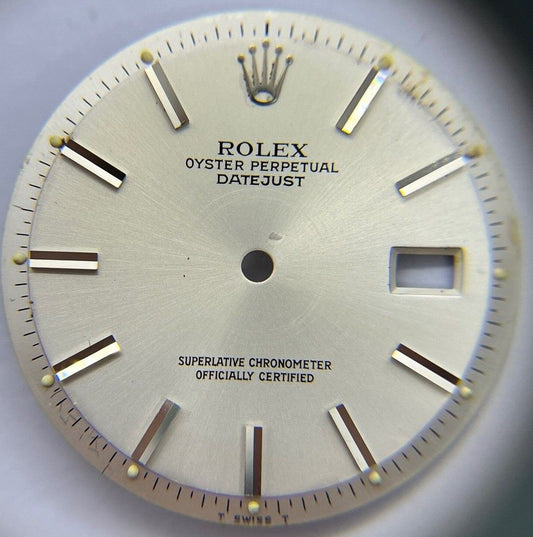 ROLEX
OYSTER PERPETUAL
DATEJUST
SUPERLATIVE CHRONOMETER
OFFICIALLY CERTIFIED
T SWISS T